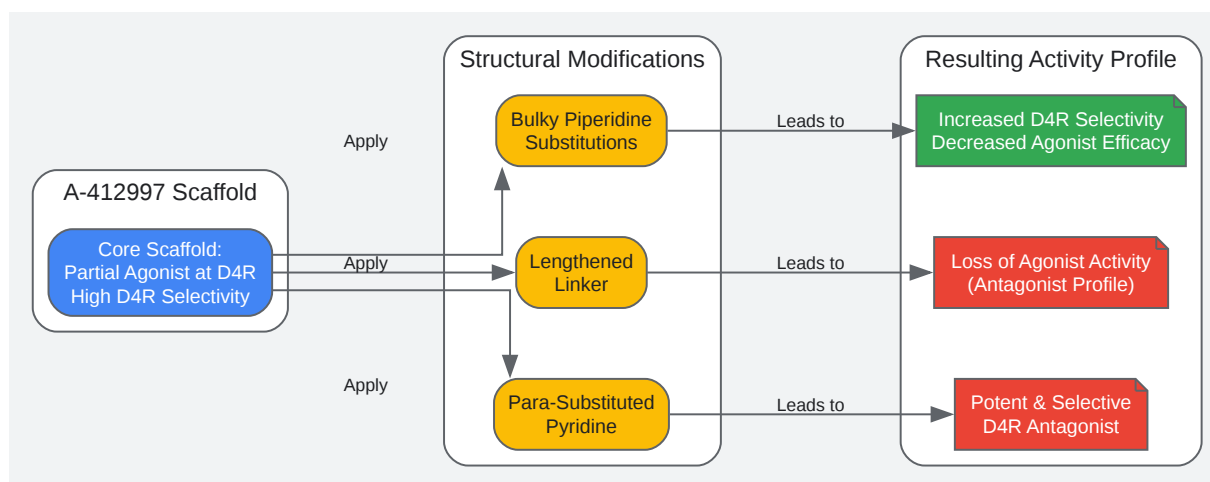 A-412997 Scaffold
Core Scaffold:
Partial Agonist at D4R
High D4R Selectivity
Apply
Apply
Apply
Structural Modifications
Bulky Piperidine
Substitutions
Lengthened
Linker
Para-Substituted
Pyridine
Leads to
Leads to
Leads to
Resulting Activity Profile
Increased D4R Selectivity
Decreased Agonist Efficacy
Loss of Agonist Activity
(Antagonist Profile)
Potent & Selective
D4R Antagonist